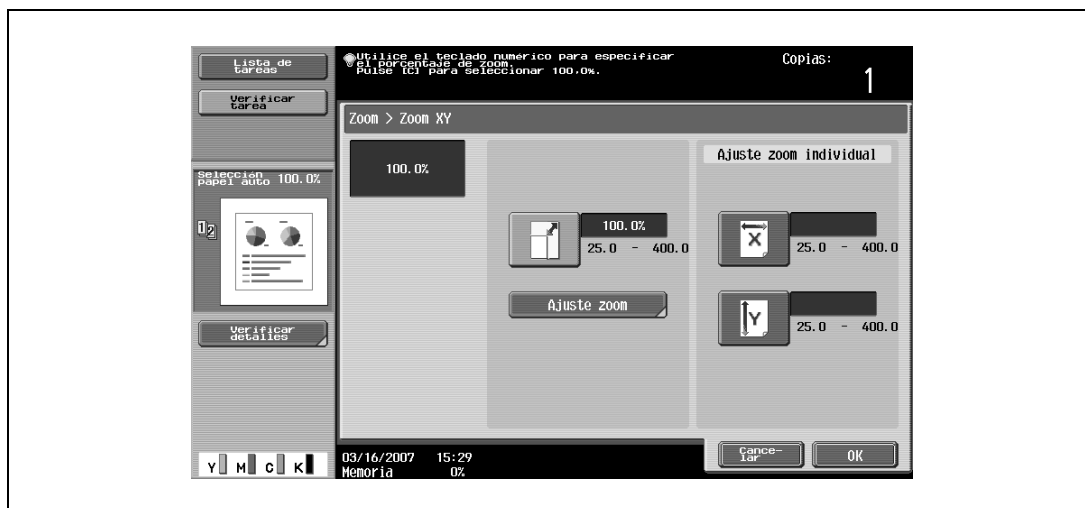 Lista de
tareas
Verificar
tarea
Utilice el teclado numérico para especificar
el porcentaje de zoom.
Pulse [C] para seleccionar 100.0%.
Copias:
1
Zoom > Zoom XY
Selección
papel auto 100.0%
12
Verificar
detalles
100.0%
100.0%
25.0 - 400.0
Ajuste zoom
Ajuste zoom individual
X
25.0 - 400.0
Y
25.0 - 400.0
Y M C K
03/16/2007 15:29
Memoria 0%
Cance-
lar
OK